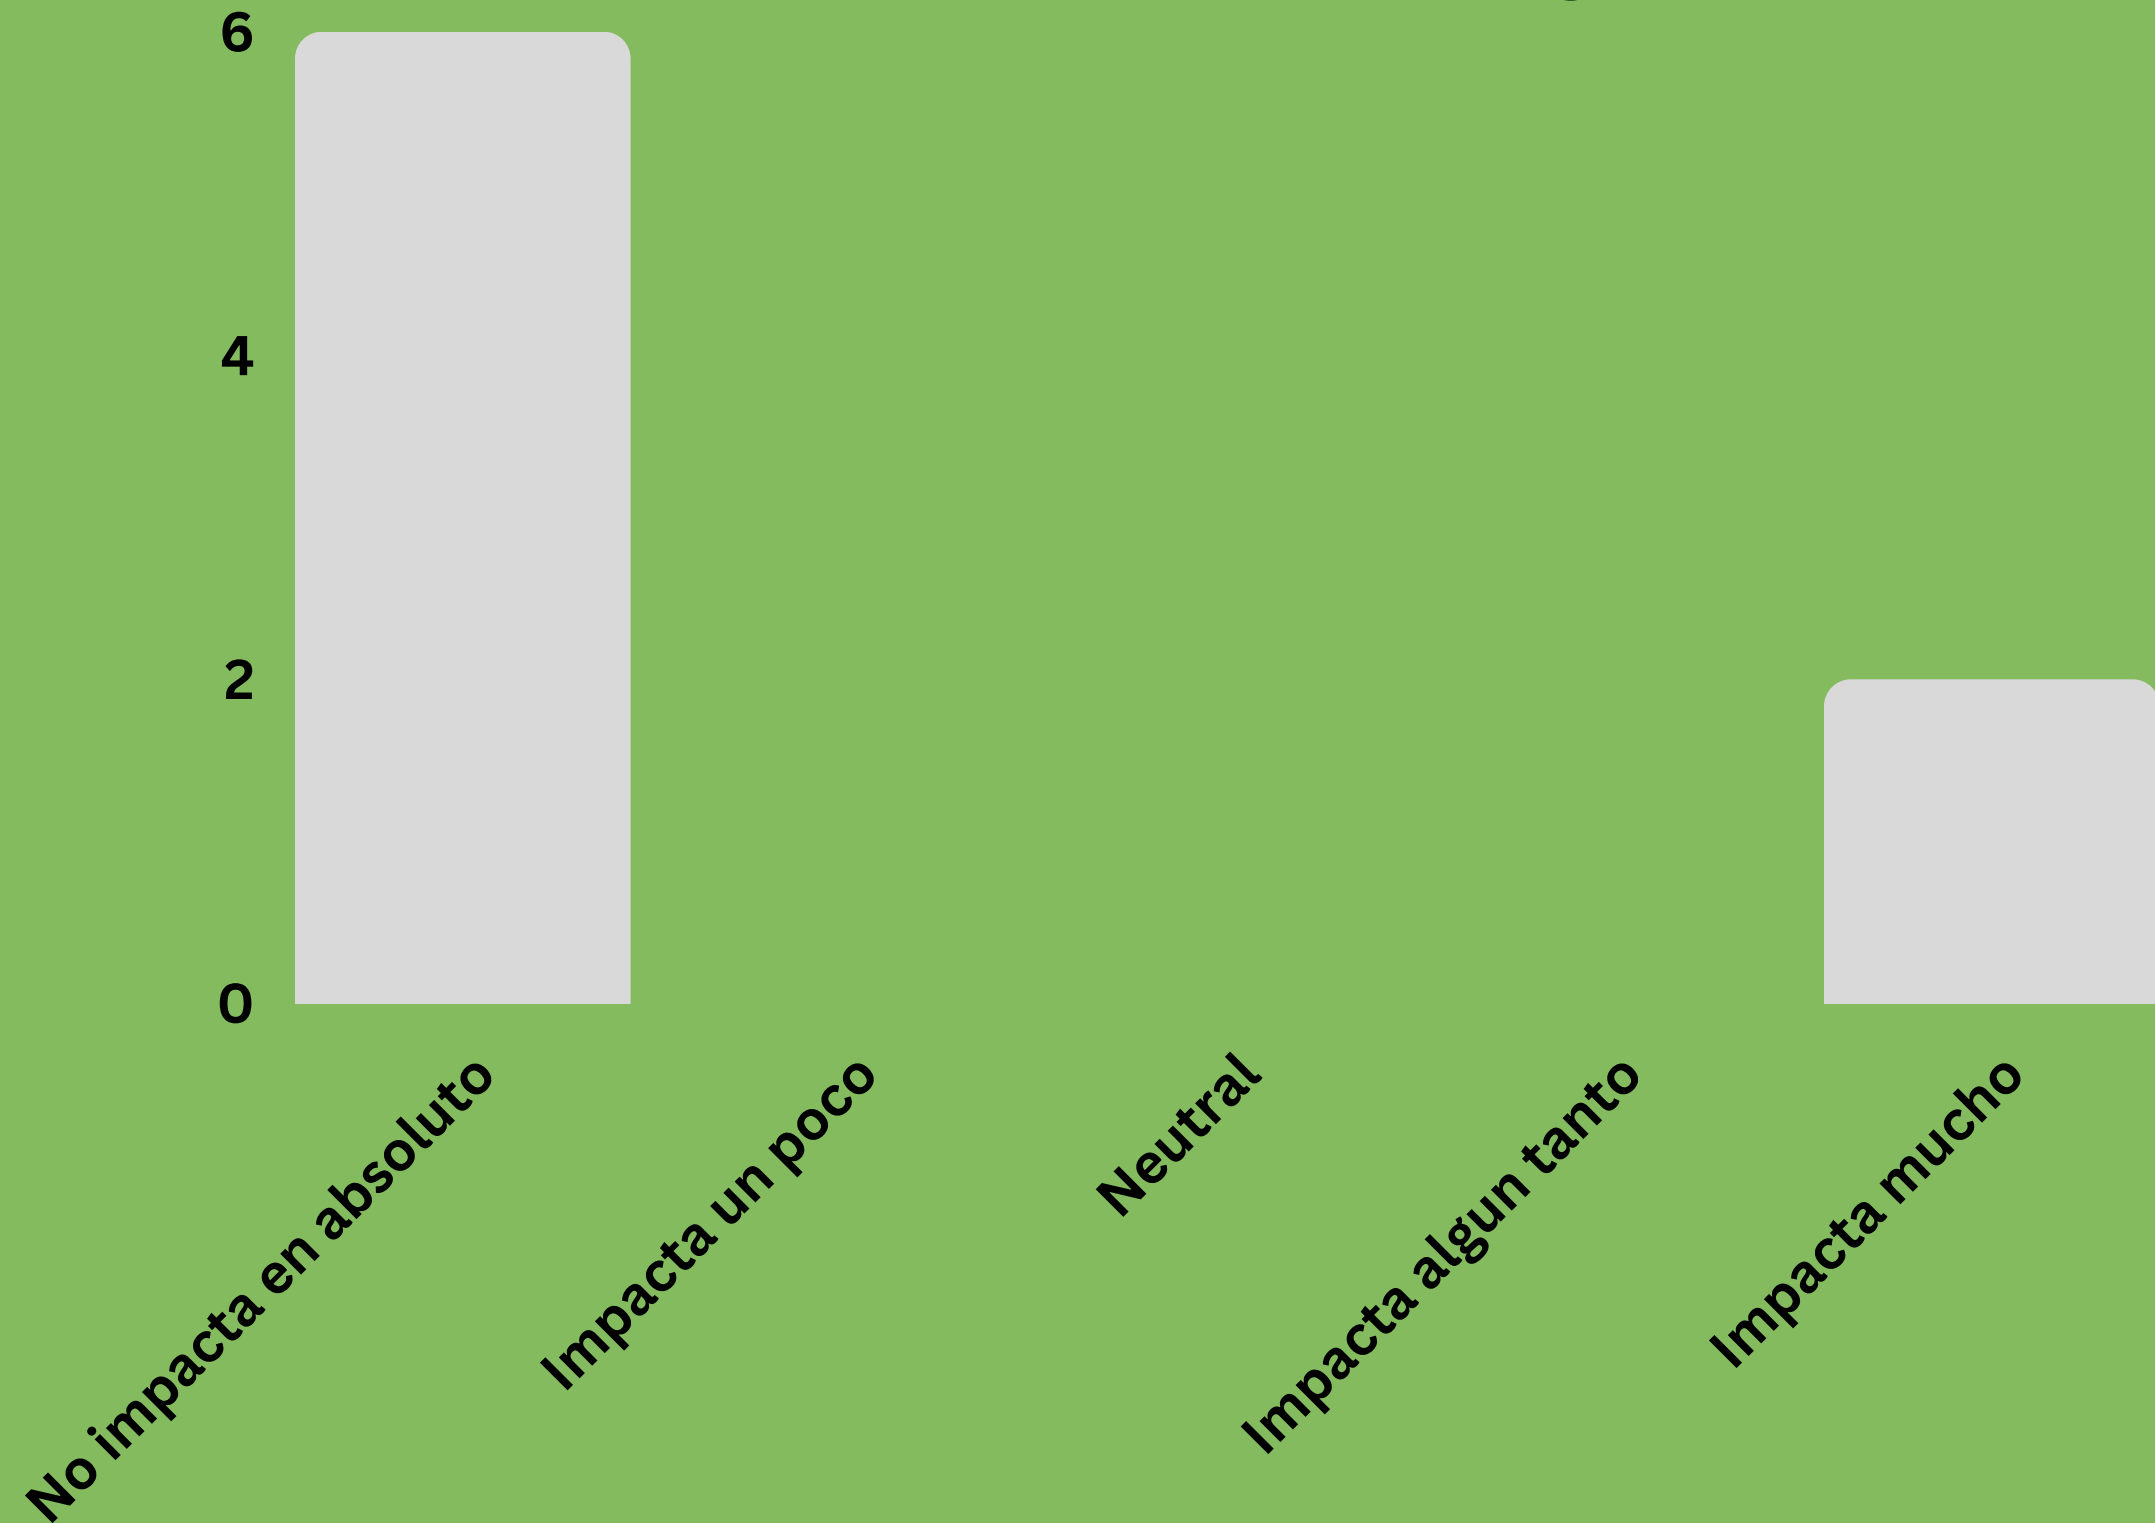 6
4
2
0
No impacta en absoluto
Impacta un poco
Neutral
Impacta algun tanto
Impacta mucho